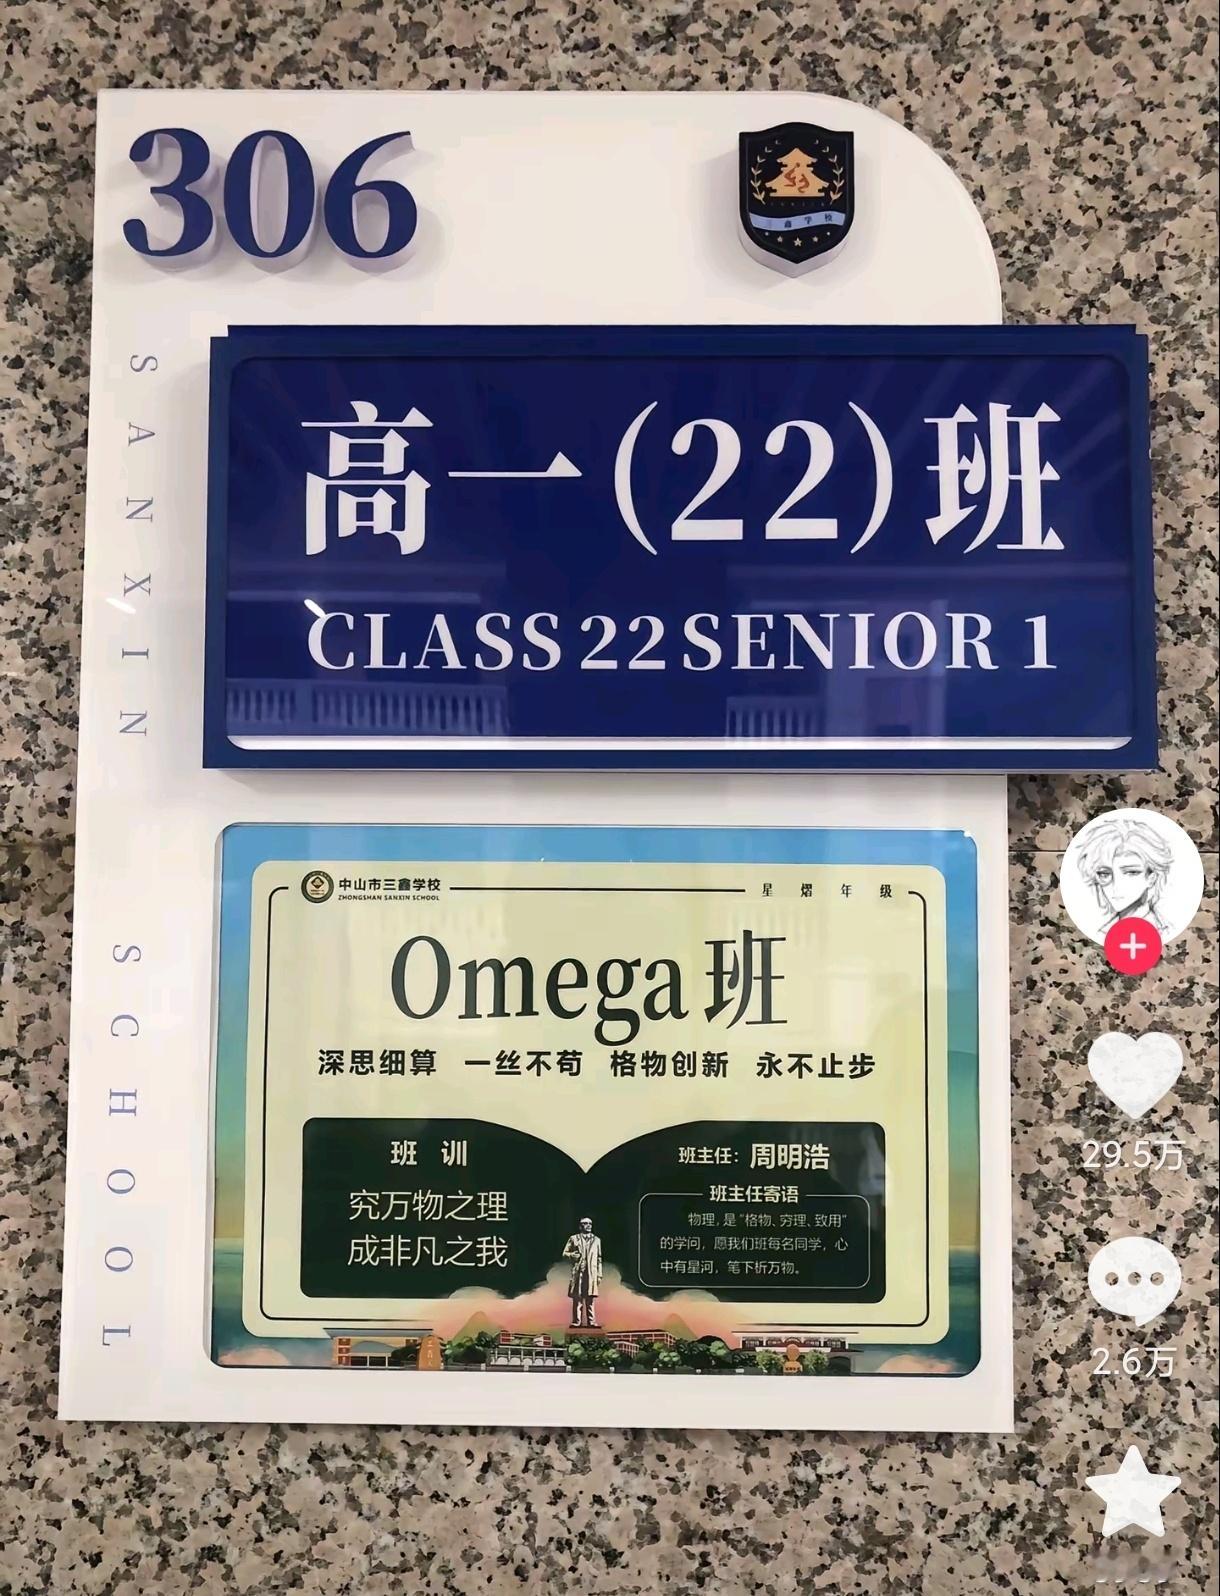 306
三鑫学校
SANXIN SCHOOL
高一(22)班
CLASS 22 SENIOR 1
中山市三鑫学校
ZHONGSHAN SANXIN SCHOOL
星熠年级
Omega班
深思细算 一丝不苟 格物创新 永不止步
班训
究万物之理
成非凡之我
班主任：周明浩
班主任寄语
物理，是“格物、穷理、致用”
的学问，愿我们班每名同学，心
中有星河，笔下析万物。
29.5万
2.6万